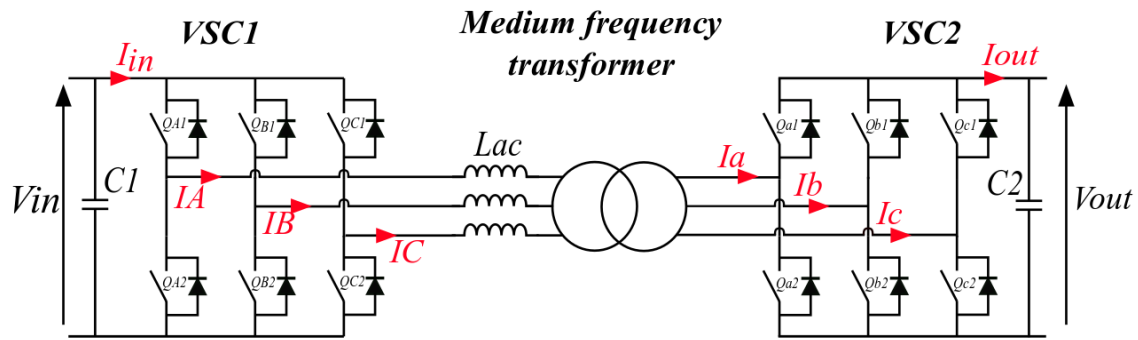 VSC1
Medium frequency
transformer
VSC2
Iin
Iout
QA1
QB1
QC1
Qa1
Qb1
Qc1
Lac
Vin
C1
IA
IB
IC
Ia
Ib
Ic
C2
Vout
QA2
QB2
QC2
Qa2
Qb2
Qc2